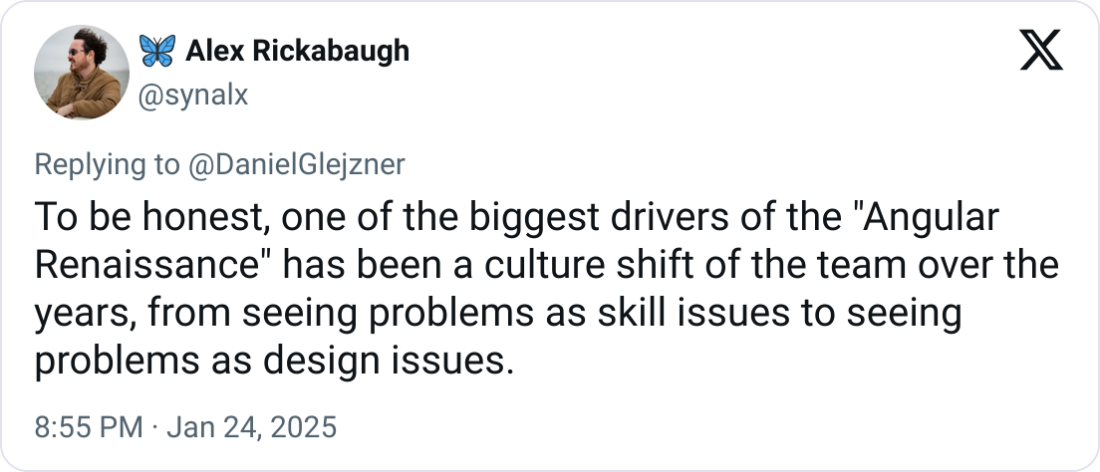 🦋 Alex Rickabaugh
@synalx
Replying to @DanielGlejzner
To be honest, one of the biggest drivers of the "Angular
Renaissance" has been a culture shift of the team over the
years, from seeing problems as skill issues to seeing
problems as design issues.
8:55 PM · Jan 24, 2025